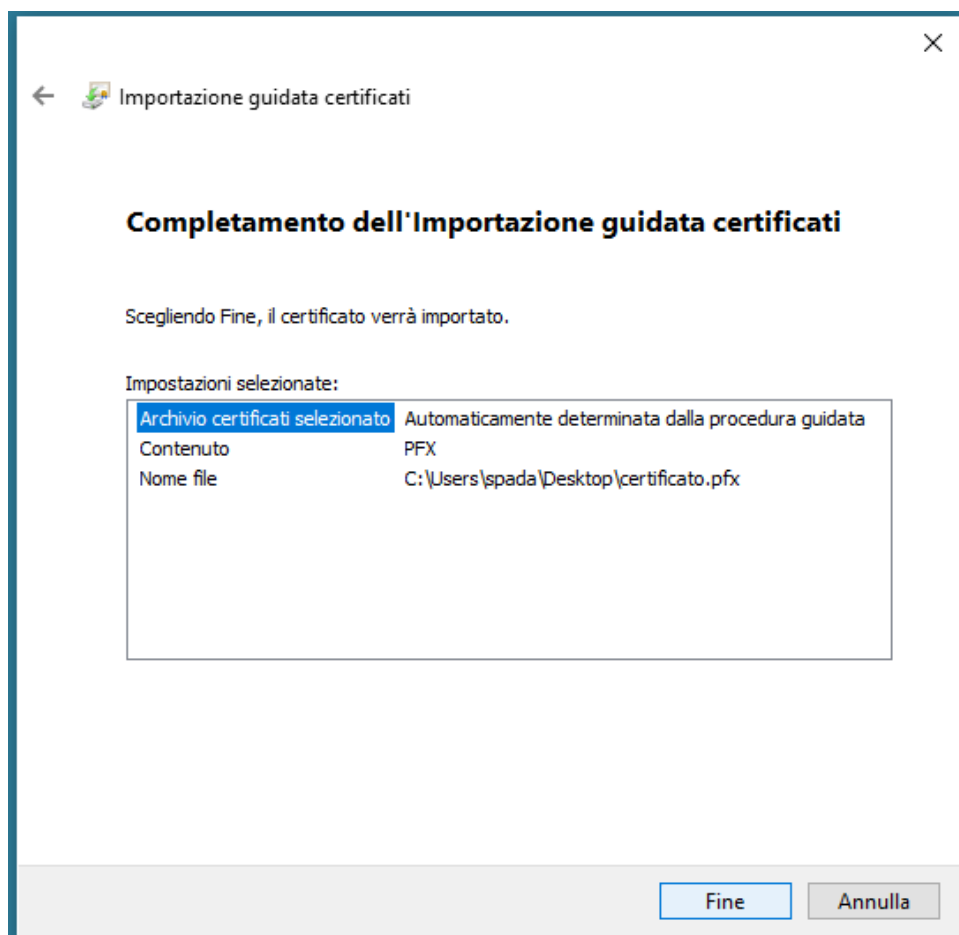 Importazione guidata certificati
Completamento dell'Importazione guidata certificati
Scegliendo Fine, il certificato verrà importato.
Impostazioni selezionate:
Archivio certificati selezionato Automaticamente determinata dalla procedura guidata
Contenuto PFX
Nome file C:\Users\spada\Desktop\certificato.pfx
Fine Annulla